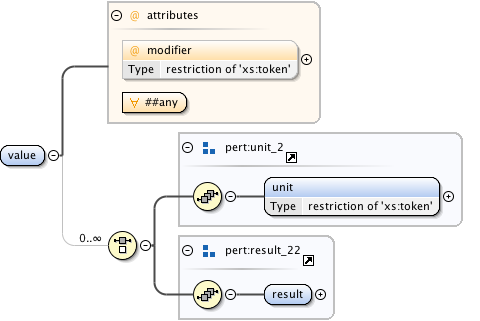 @ attributes
@ modifier
Type restriction of 'xs:token'
∀ ##any
value
pert:unit_2
unit
Type restriction of 'xs:token'
0..∞
pert:result_22
result